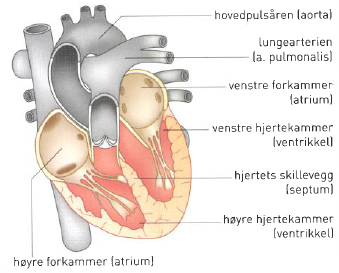 hovedpulsåren (aorta)
lungearterien
(a. pulmonalis)
venstre forkammer
(atrium)
venstre hjertekammer
(ventrikkel)
hjertets skillevegg
(septum)
høyre hjertekammer
(ventrikkel)
høyre forkammer (atrium)